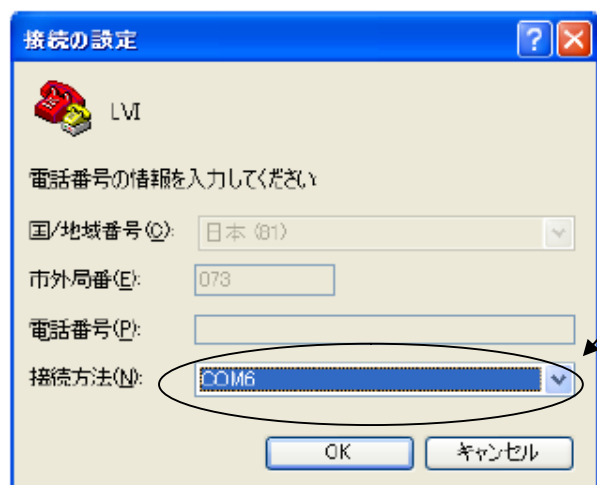 接続の設定
LVI
電話番号の情報を入力してください
国/地域番号(C): 日本 (81)
市外局番(E): 073
電話番号(P):
接続方法(N): COM6
OK キャンセル